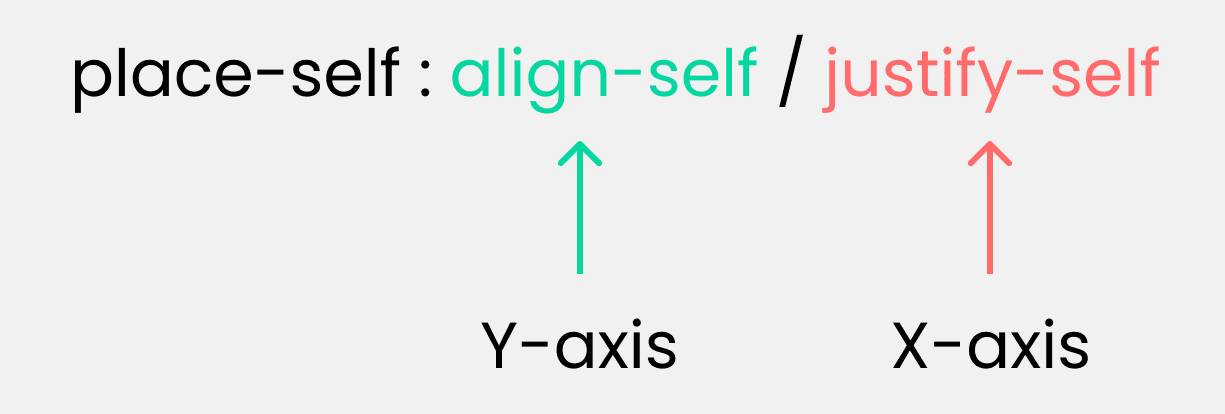 place-self : align-self / justify-self
Y-axis X-axis